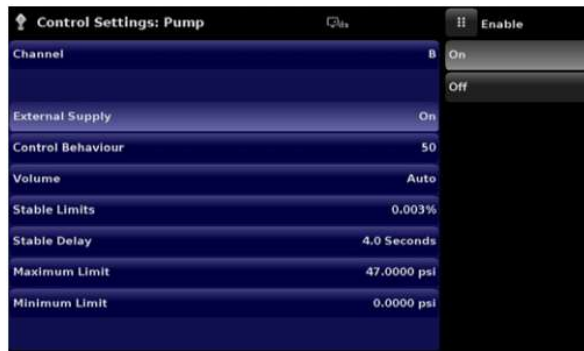 Control Settings: Pump
Enable
Channel B
On
Off
External Supply On
Control Behaviour 50
Volume Auto
Stable Limits 0.003%
Stable Delay 4.0 Seconds
Maximum Limit 47.0000 psi
Minimum Limit 0.0000 psi